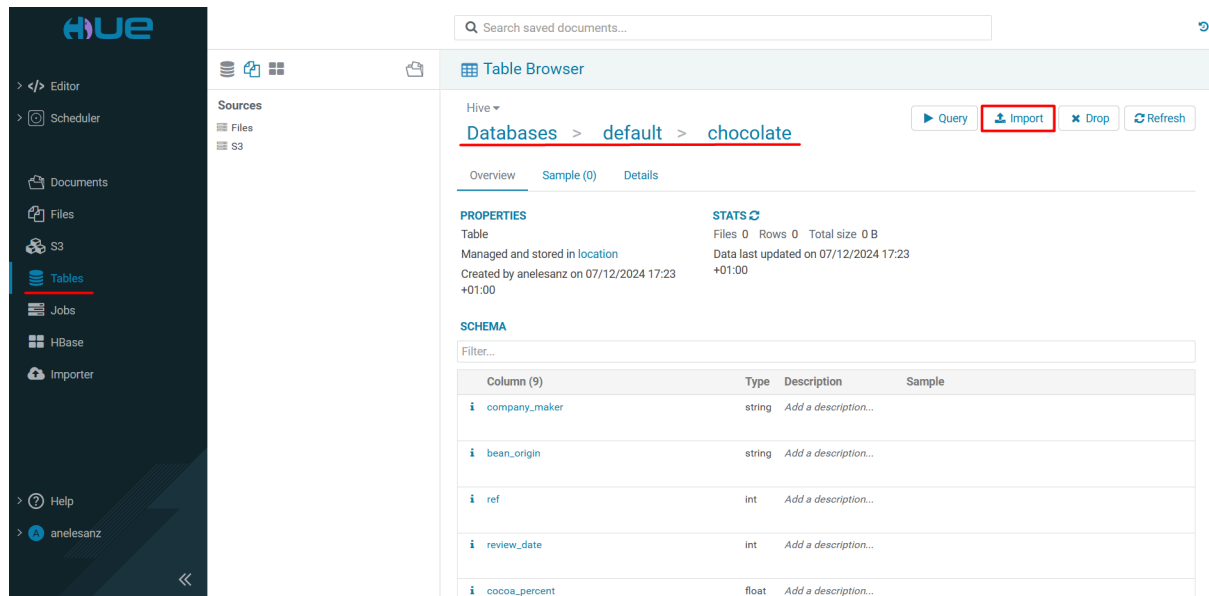 HUE
Search saved documents...
Editor
Scheduler
Documents
Files
S3
Tables
Jobs
HBase
Importer
Help
A anelesanz
Sources
Files
S3
Table Browser
Hive
Databases > default > chocolate
Query Import Drop Refresh
Overview Sample (0) Details
PROPERTIES
Table
Managed and stored in location
Created by anelesanz on 07/12/2024 17:23
+01:00
STATS
Files 0 Rows 0 Total size 0 B
Data last updated on 07/12/2024 17:23
+01:00
SCHEMA
Filter...
Column (9) Type Description Sample
i company_maker string Add a description...
i bean_origin string Add a description...
i ref int Add a description...
i review_date int Add a description...
i cocoa_percent float Add a description...